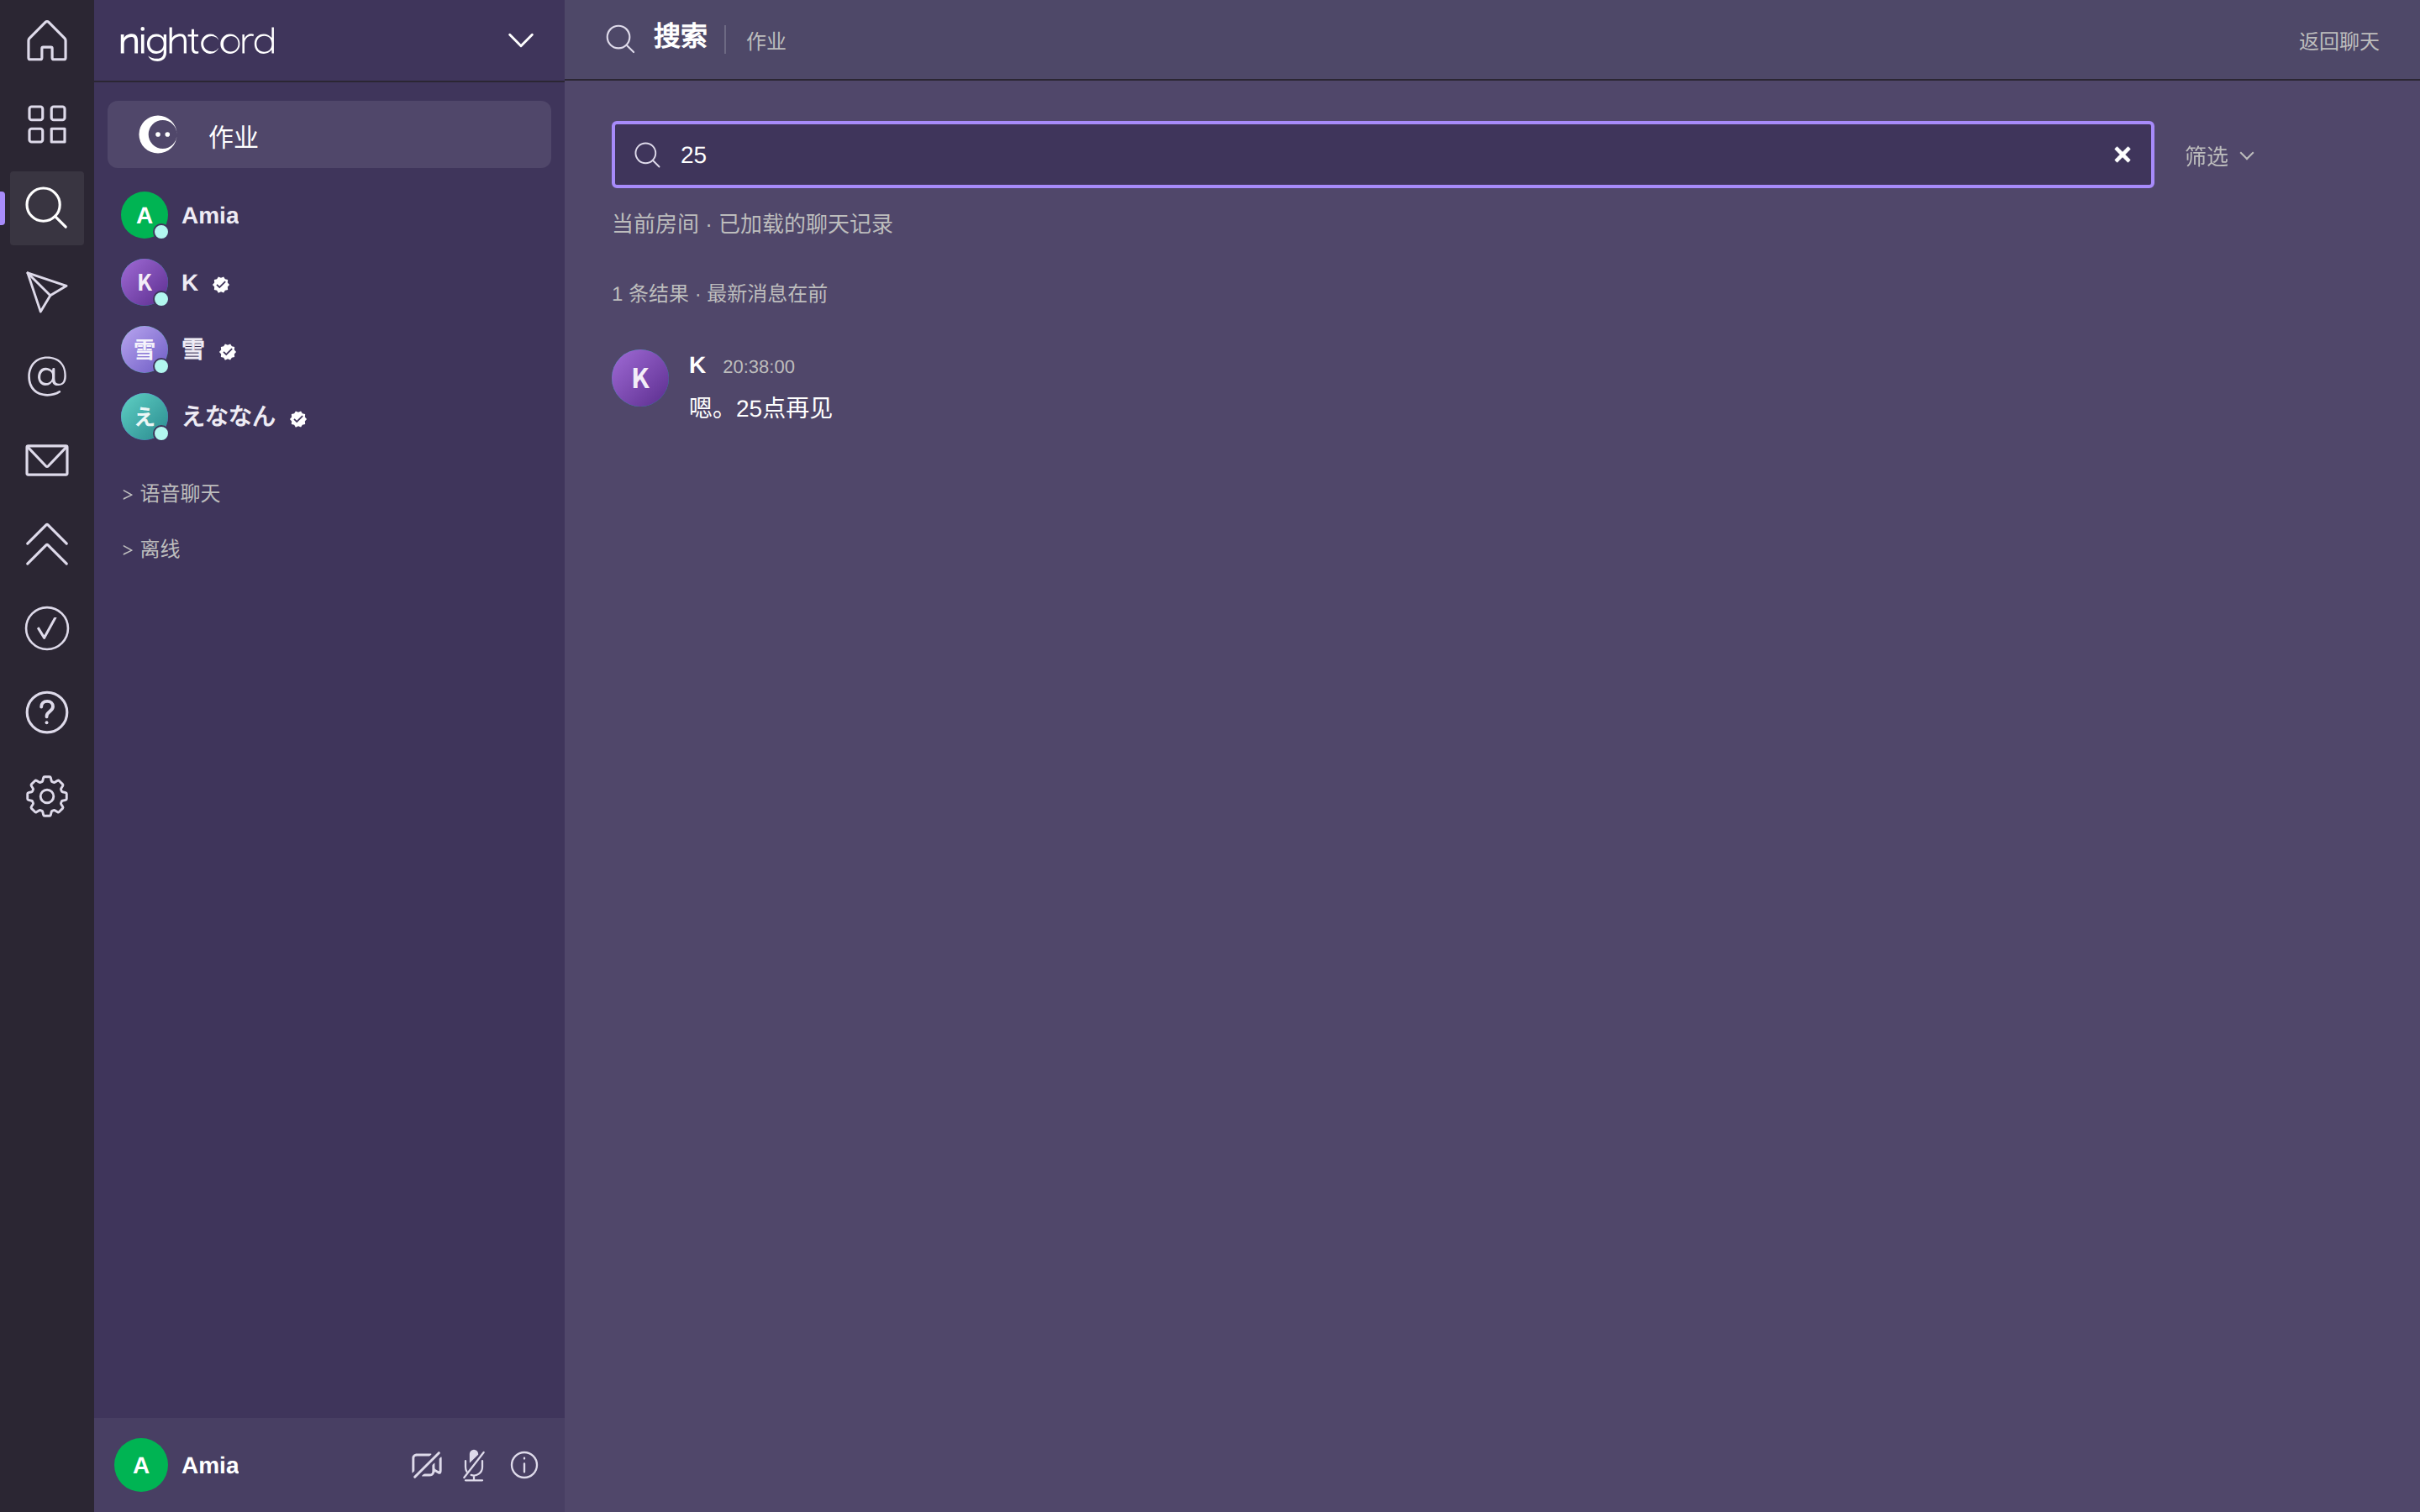 nightcord
作业
A Amia
K K
雪 雪
え えななん
> 语音聊天
> 离线
A Amia
搜索 作业 返回聊天
25 筛选
当前房间 · 已加载的聊天记录
1 条结果 · 最新消息在前
K K 20:38:00
嗯。25点再见